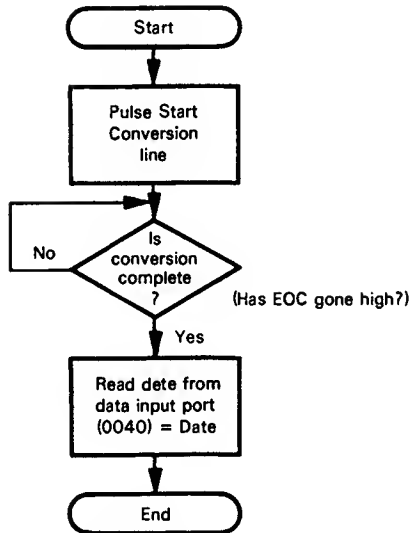 Start
Pulse Start
Conversion
line
Is
conversion
complete
?
No
(Has EOC gone high?)
Yes
Read dete from
data input port
(0040) = Date
End